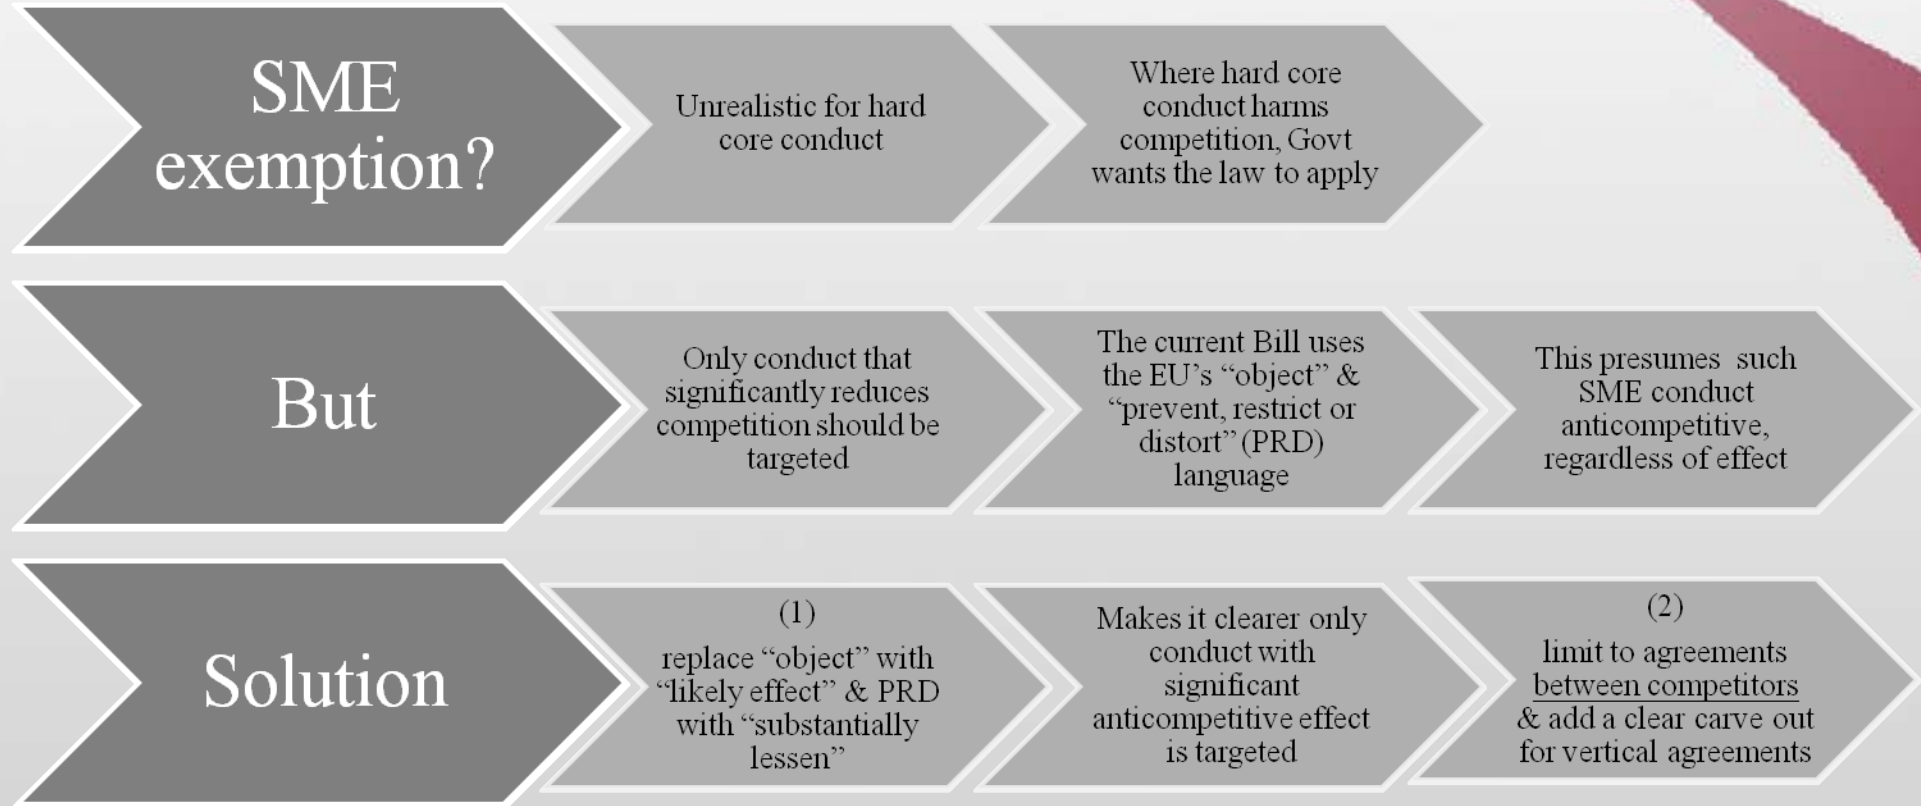 SME
exemption?
Unrealistic for hard
core conduct
Where hard core
conduct harms
competition, Govt
wants the law to apply
But
Only conduct that
significantly reduces
competition should be
targeted
The current Bill uses
the EU’s “object” &
“prevent, restrict or
distort” (PRD)
language
This presumes such
SME conduct
anticompetitive,
regardless of effect
Solution
(1)
replace “object” with
“likely effect” & PRD
with “substantially
lessen”
Makes it clearer only
conduct with
significant
anticompetitive effect
is targeted
(2)
limit to agreements
between competitors
& add a clear carve out
for vertical agreements